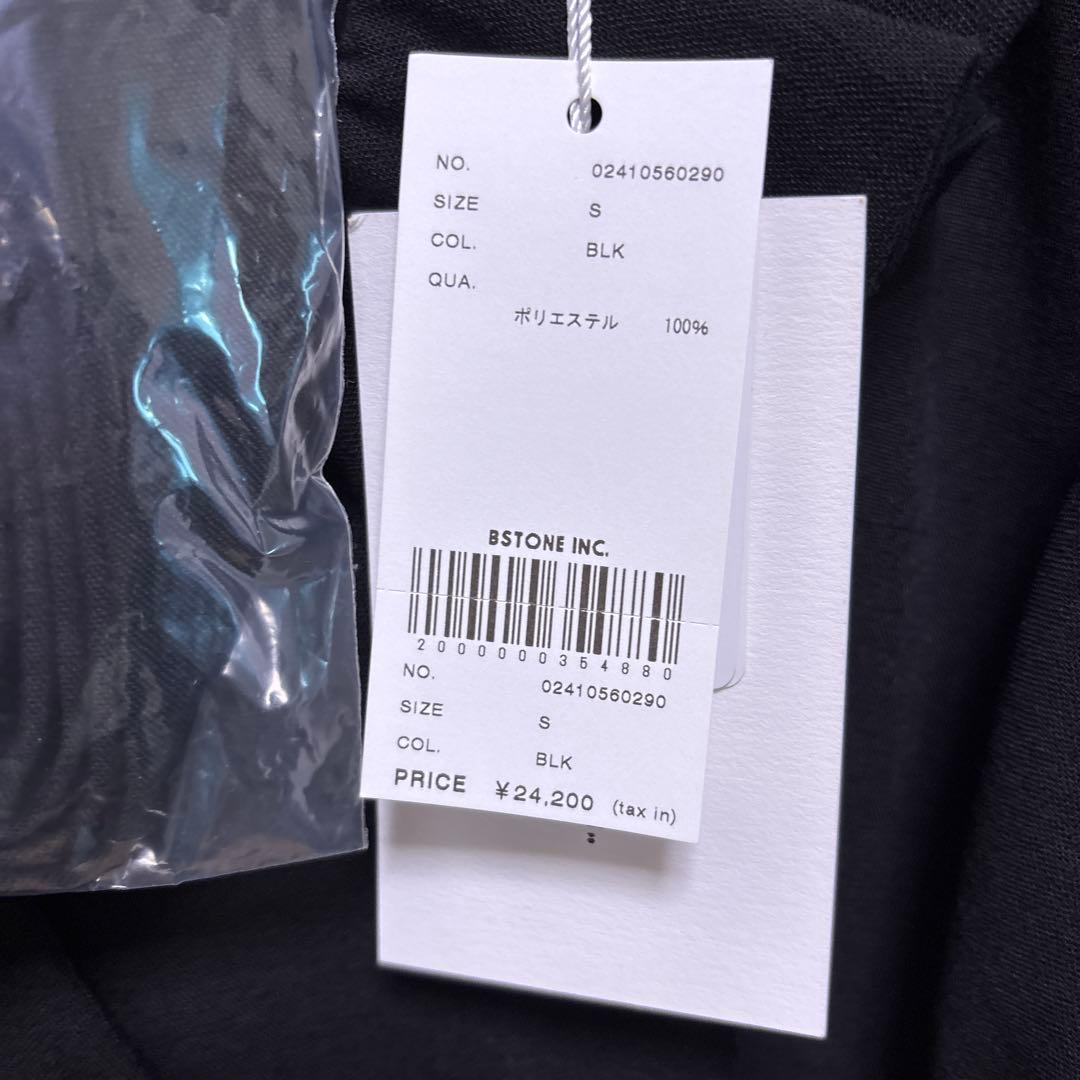 NO. 02410560290
SIZE S
COL. BLK
QUA.
ポリエステル 100%
BSTONE INC.
2000000354880
NO. 02410560290
SIZE S
COL. BLK
PRICE ¥24,200 (tax in)